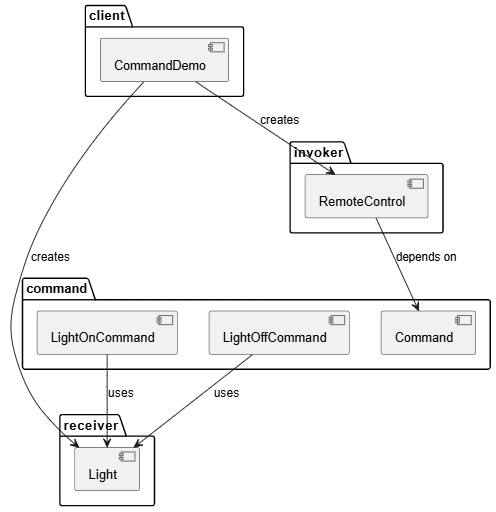 client
CommandDemo
creates
invoker
RemoteControl
creates
depends on
command
LightOnCommand
LightOffCommand
Command
uses
uses
receiver
Light